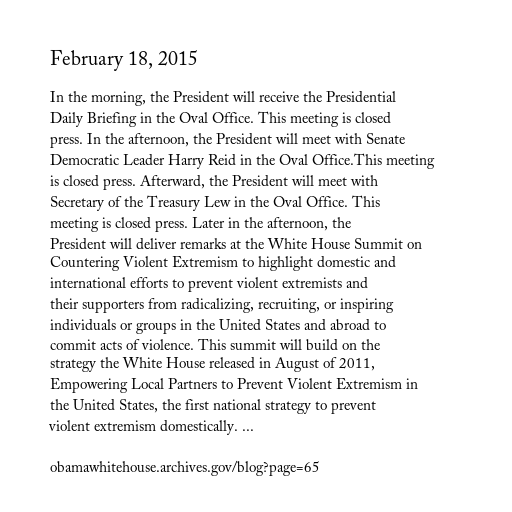 February 18, 2015
In the morning, the President will receive the Presidential
Daily Briefing in the Oval Office. This meeting is closed
press. In the afternoon, the President will meet with Senate
Democratic Leader Harry Reid in the Oval Office.This meeting
is closed press. Afterward, the President will meet with
Secretary of the Treasury Lew in the Oval Office. This
meeting is closed press. Later in the afternoon, the
President will deliver remarks at the White House Summit on
Countering Violent Extremism to highlight domestic and
international efforts to prevent violent extremists and
their supporters from radicalizing, recruiting, or inspiring
individuals or groups in the United States and abroad to
commit acts of violence. This summit will build on the
strategy the White House released in August of 2011,
Empowering Local Partners to Prevent Violent Extremism in
the United States, the first national strategy to prevent
violent extremism domestically. ...
obamawhitehouse.archives.gov/blog?page=65